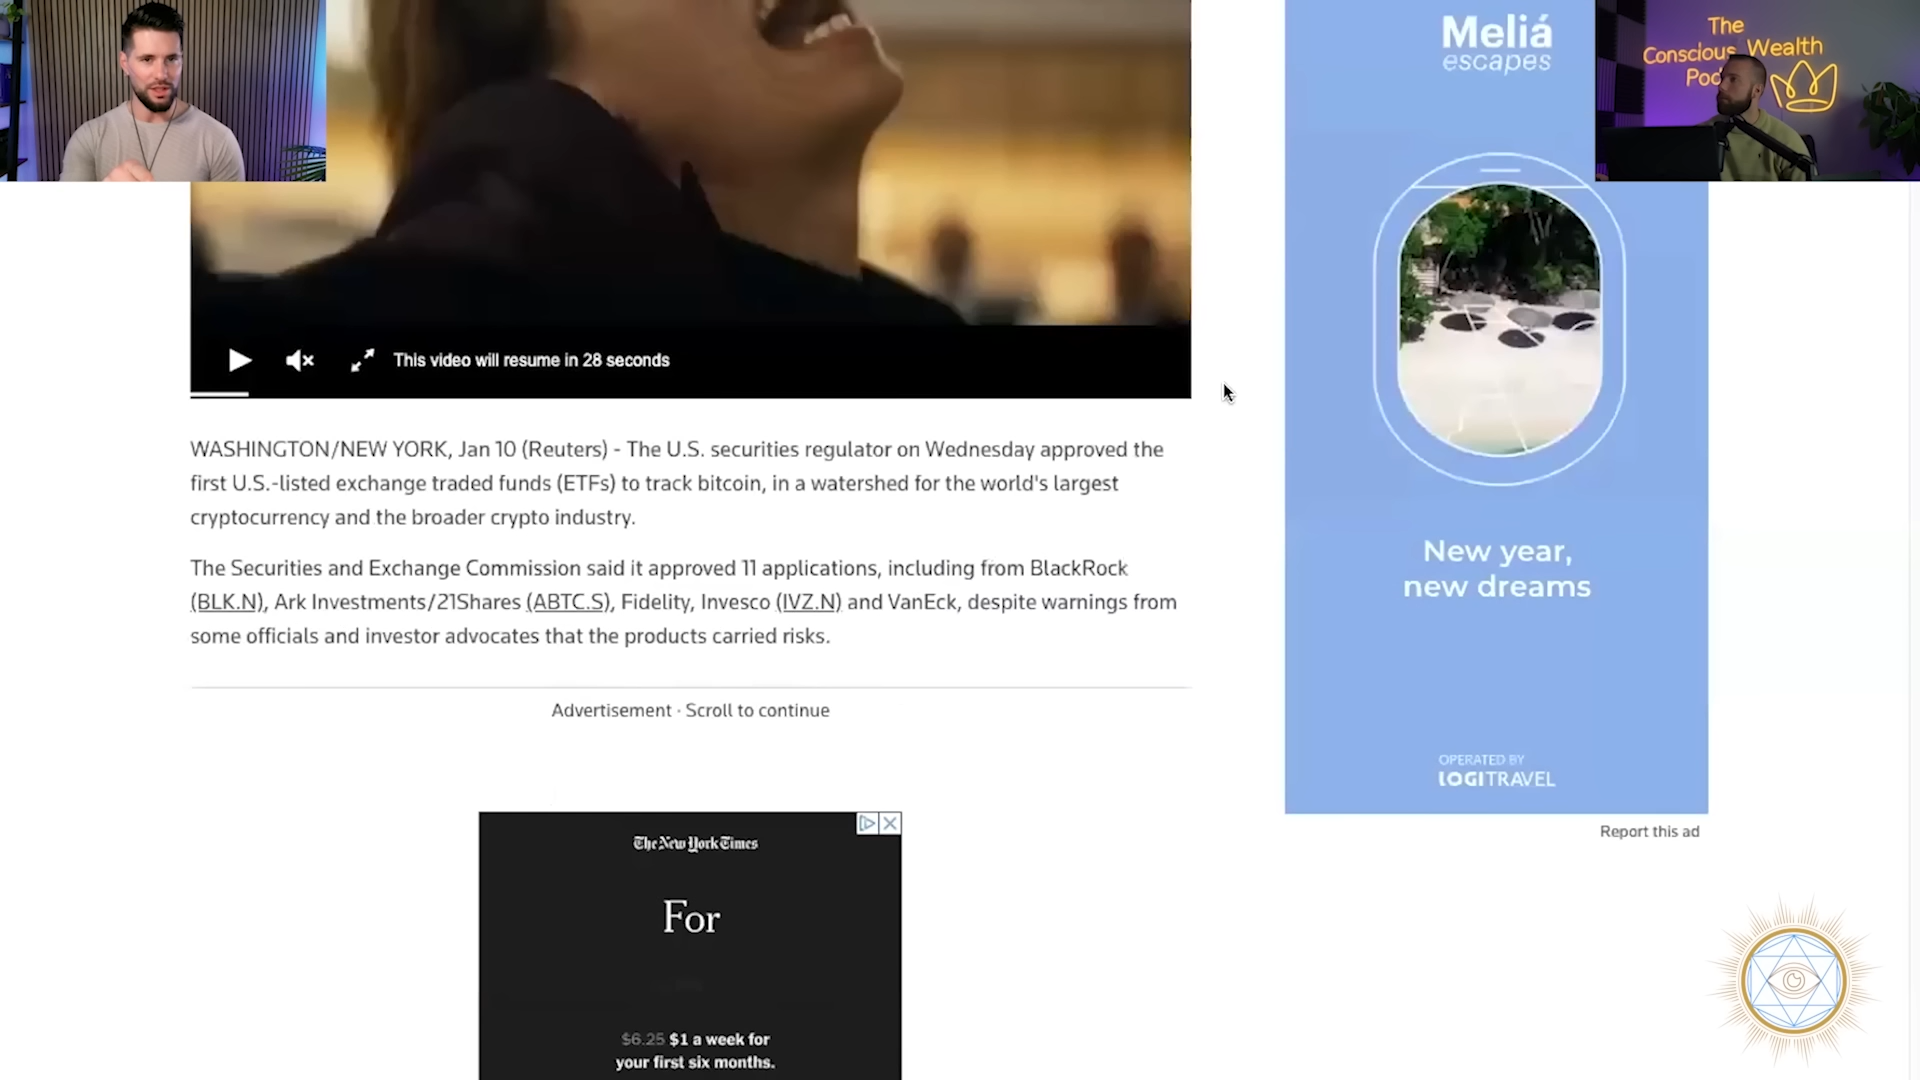 The
Conscious Wealth
Pod
Meliá
escapes
This video will resume in 28 seconds
WASHINGTON/NEW YORK, Jan 10 (Reuters) - The U.S. securities regulator on Wednesday approved the
first U.S.-listed exchange traded funds (ETFs) to track bitcoin, in a watershed for the world's largest
cryptocurrency and the broader crypto industry.
The Securities and Exchange Commission said it approved 11 applications, including from BlackRock
(BLK.N), Ark Investments/21Shares (ABTC.S), Fidelity, Invesco (IVZ.N) and VanEck, despite warnings from
some officials and investor advocates that the products carried risks.
New year,
new dreams
Advertisement · Scroll to continue
OPERATED BY
LOGITRAVEL
Report this ad
The New York Times
For
$6.25 $1 a week for
your first six months.